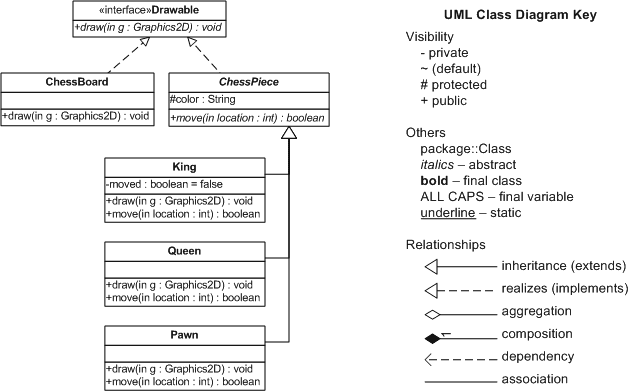 «interface»Drawable
+draw(in g : Graphics2D) : void
ChessBoard
+draw(in g : Graphics2D) : void
ChessPiece
#color : String
+move(in location : int) : boolean
King
-moved : boolean = false
+draw(in g : Graphics2D) : void
+move(in location : int) : boolean
Queen
+draw(in g : Graphics2D) : void
+move(in location : int) : boolean
Pawn
+draw(in g : Graphics2D) : void
+move(in location : int) : boolean
UML Class Diagram Key
Visibility
- private
~ (default)
# protected
+ public
Others
package::Class
italics – abstract
bold – final class
ALL CAPS – final variable
underline – static
Relationships
inheritance (extends)
realizes (implements)
aggregation
composition
dependency
association